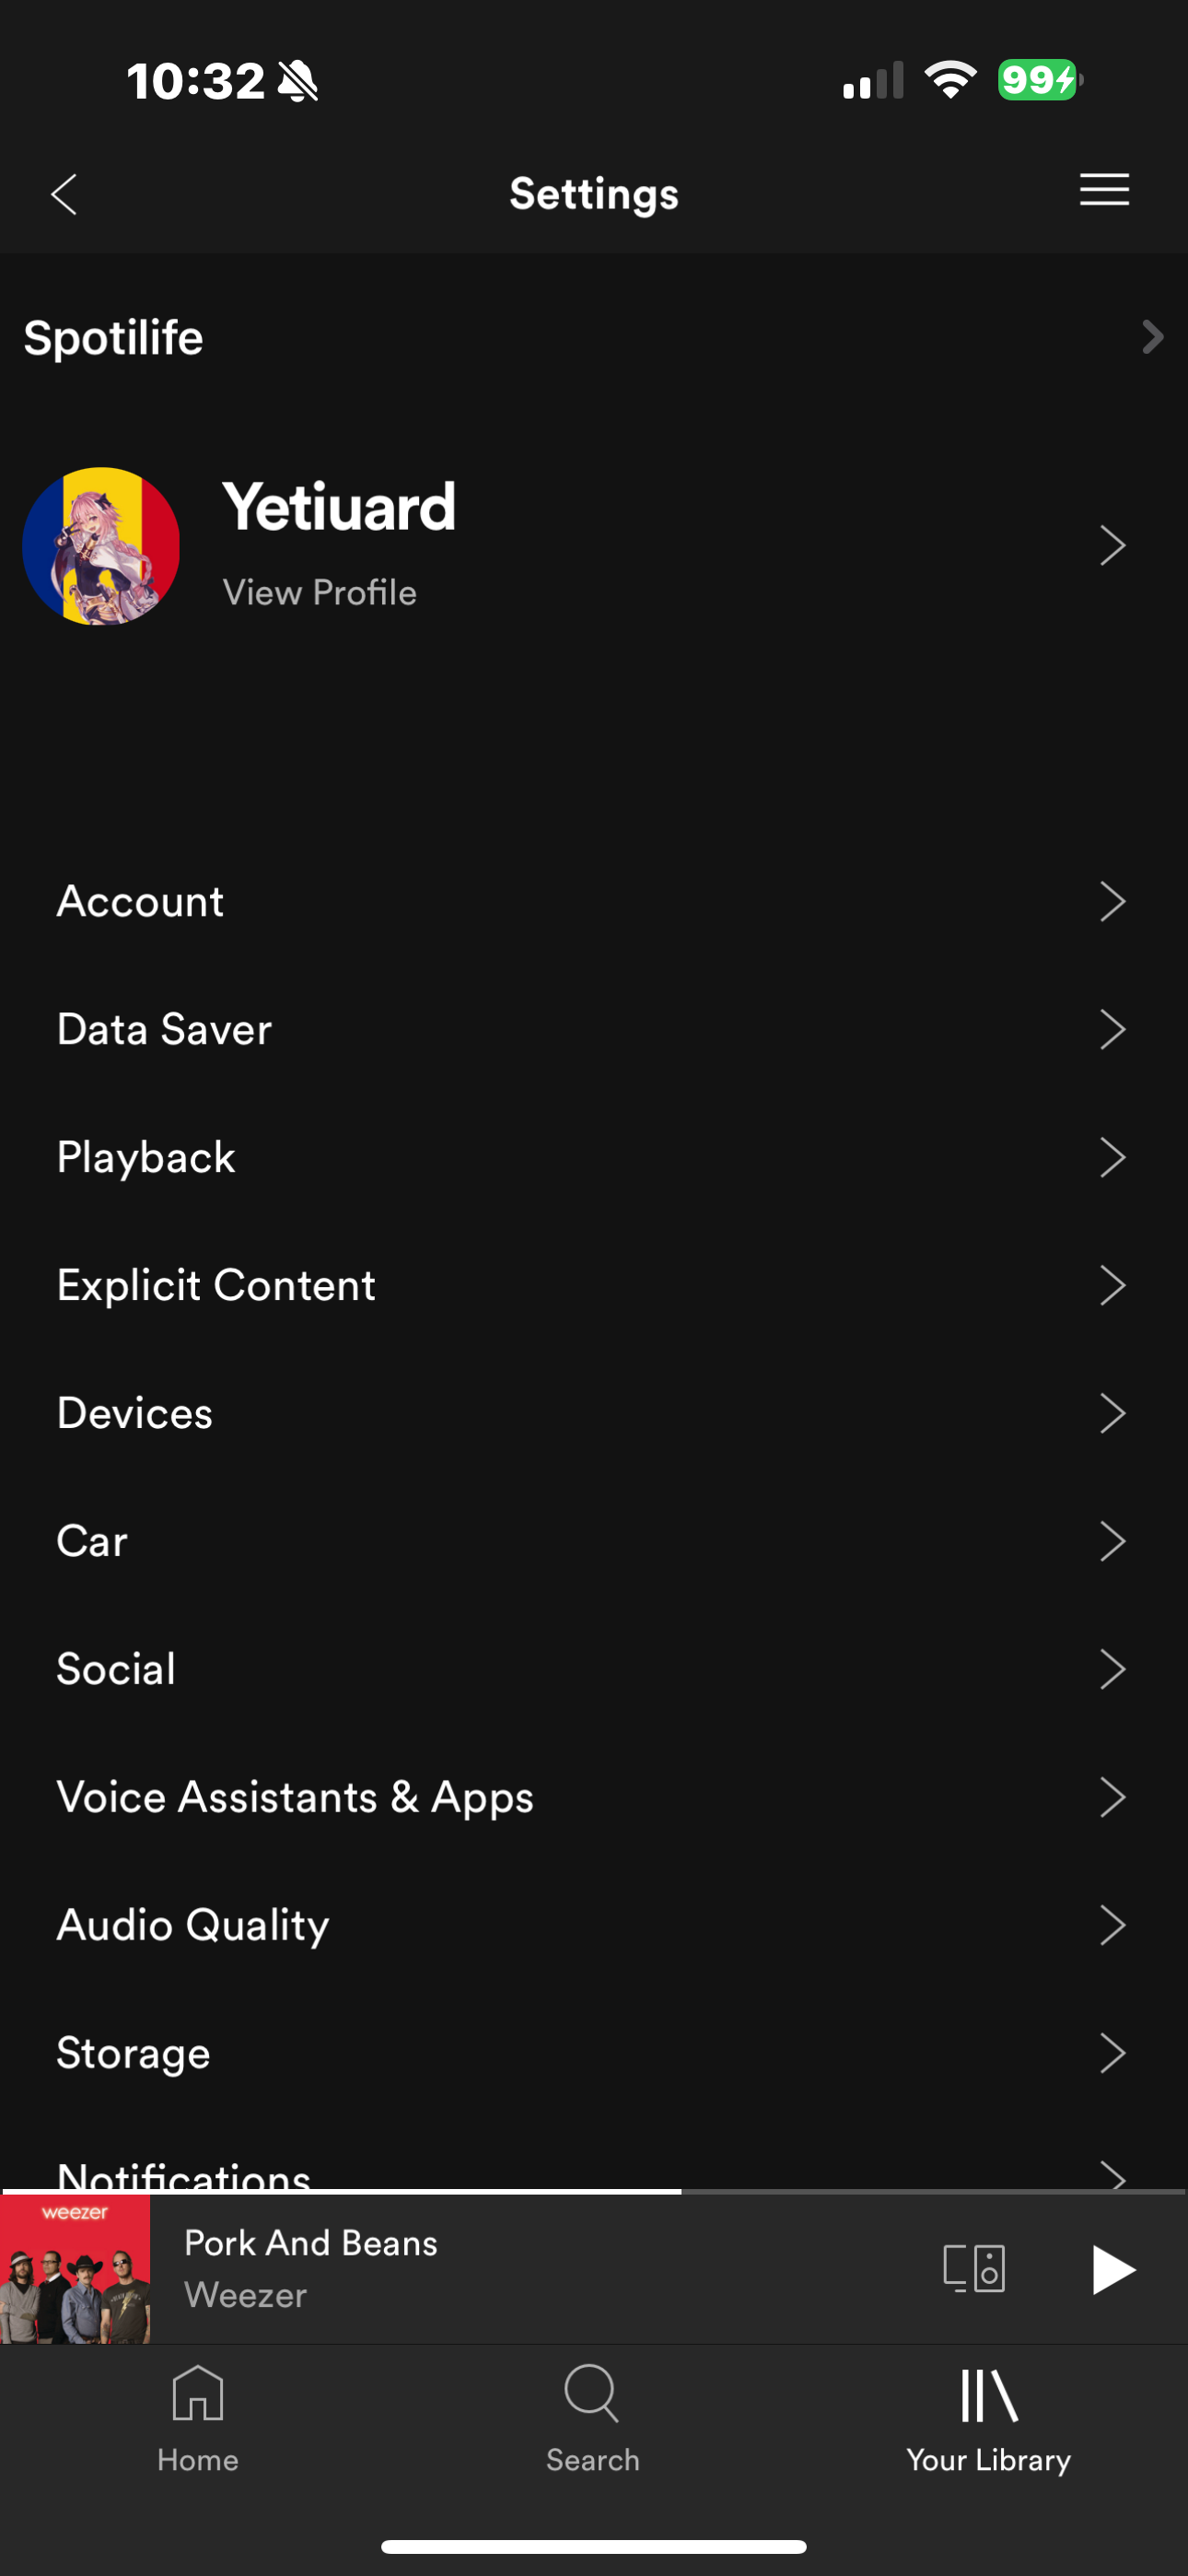 10:32
99
Settings
Spotilife
Yetiuard
View Profile
Account
Data Saver
Playback
Explicit Content
Devices
Car
Social
Voice Assistants & Apps
Audio Quality
Storage
Notifications
weezer
Pork And Beans
Weezer
Home
Search
Your Library